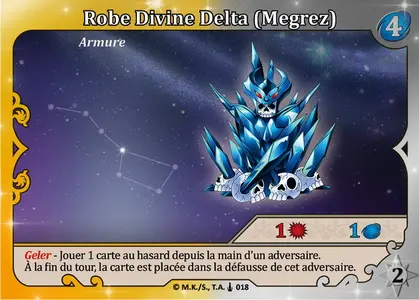 Robe Divine Delta (Megrez)
4
Armure
1 1
Geler - Jouer 1 carte au hasard depuis la main d'un adversaire.
À la fin du tour, la carte est placée dans la défausse de cet adversaire.
2
© M.K./S., T.A. 018